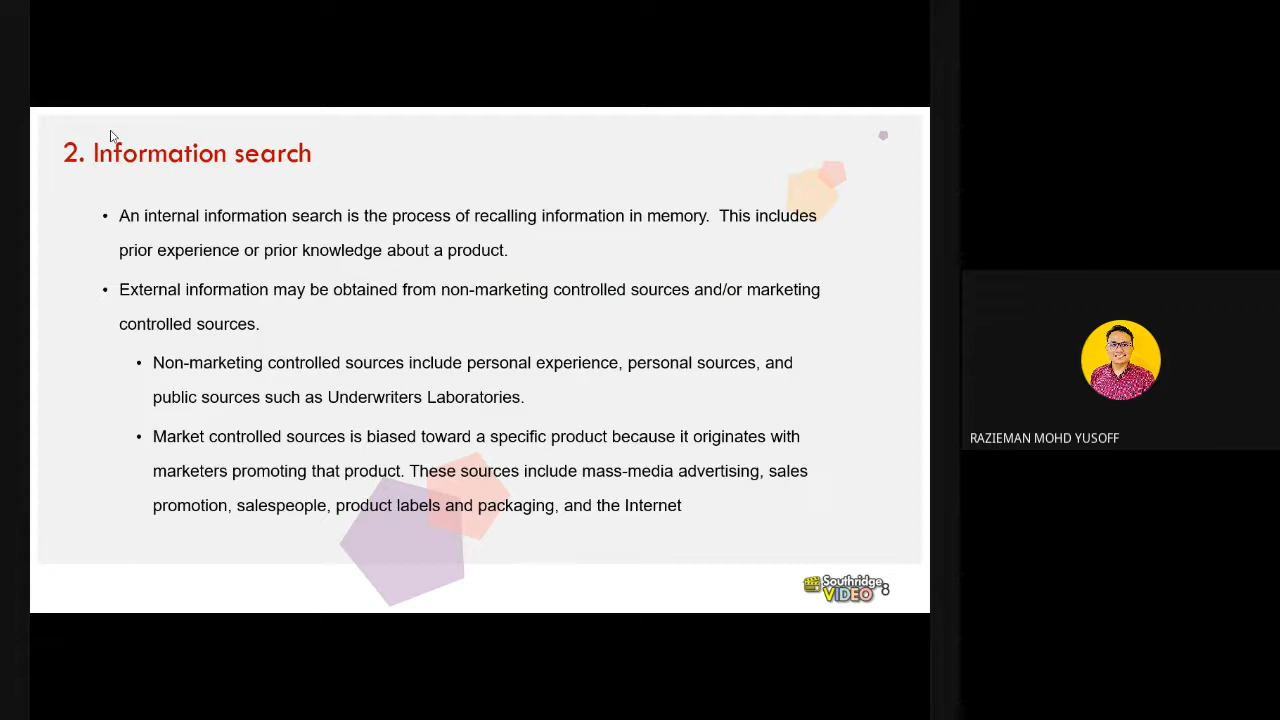 2. Information search
• An internal information search is the process of recalling information in memory.  This includes
prior experience or prior knowledge about a product.
• External information may be obtained from non-marketing controlled sources and/or marketing
controlled sources.
• Non-marketing controlled sources include personal experience, personal sources, and
public sources such as Underwriters Laboratories.
• Market controlled sources is biased toward a specific product because it originates with
marketers promoting that product. These sources include mass-media advertising, sales
promotion, salespeople, product labels and packaging, and the Internet
Southridge
VIDEO
8
RAZIEMAN MOHD YUSOFF